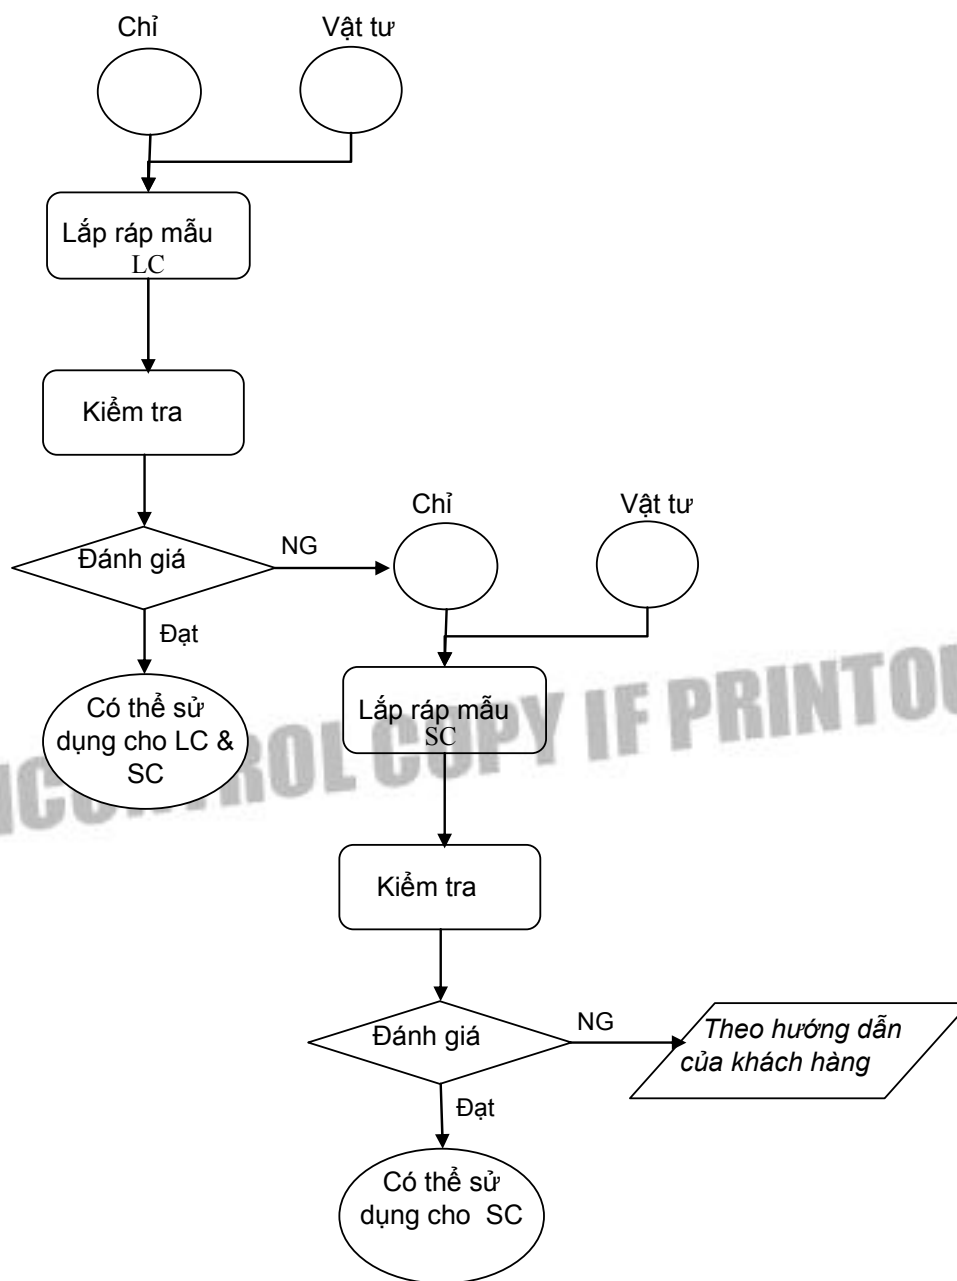 Chỉ
Vật tư
Lắp ráp mẫu
LC
Kiểm tra
Đánh giá
NG
Đạt
Có thể sử
dụng cho LC &
SC
Chỉ
Vật tư
Lắp ráp mẫu
SC
Kiểm tra
Đánh giá
NG
Theo hướng dẫn
của khách hàng
Đạt
Có thể sử
dụng cho SC
COPY IF